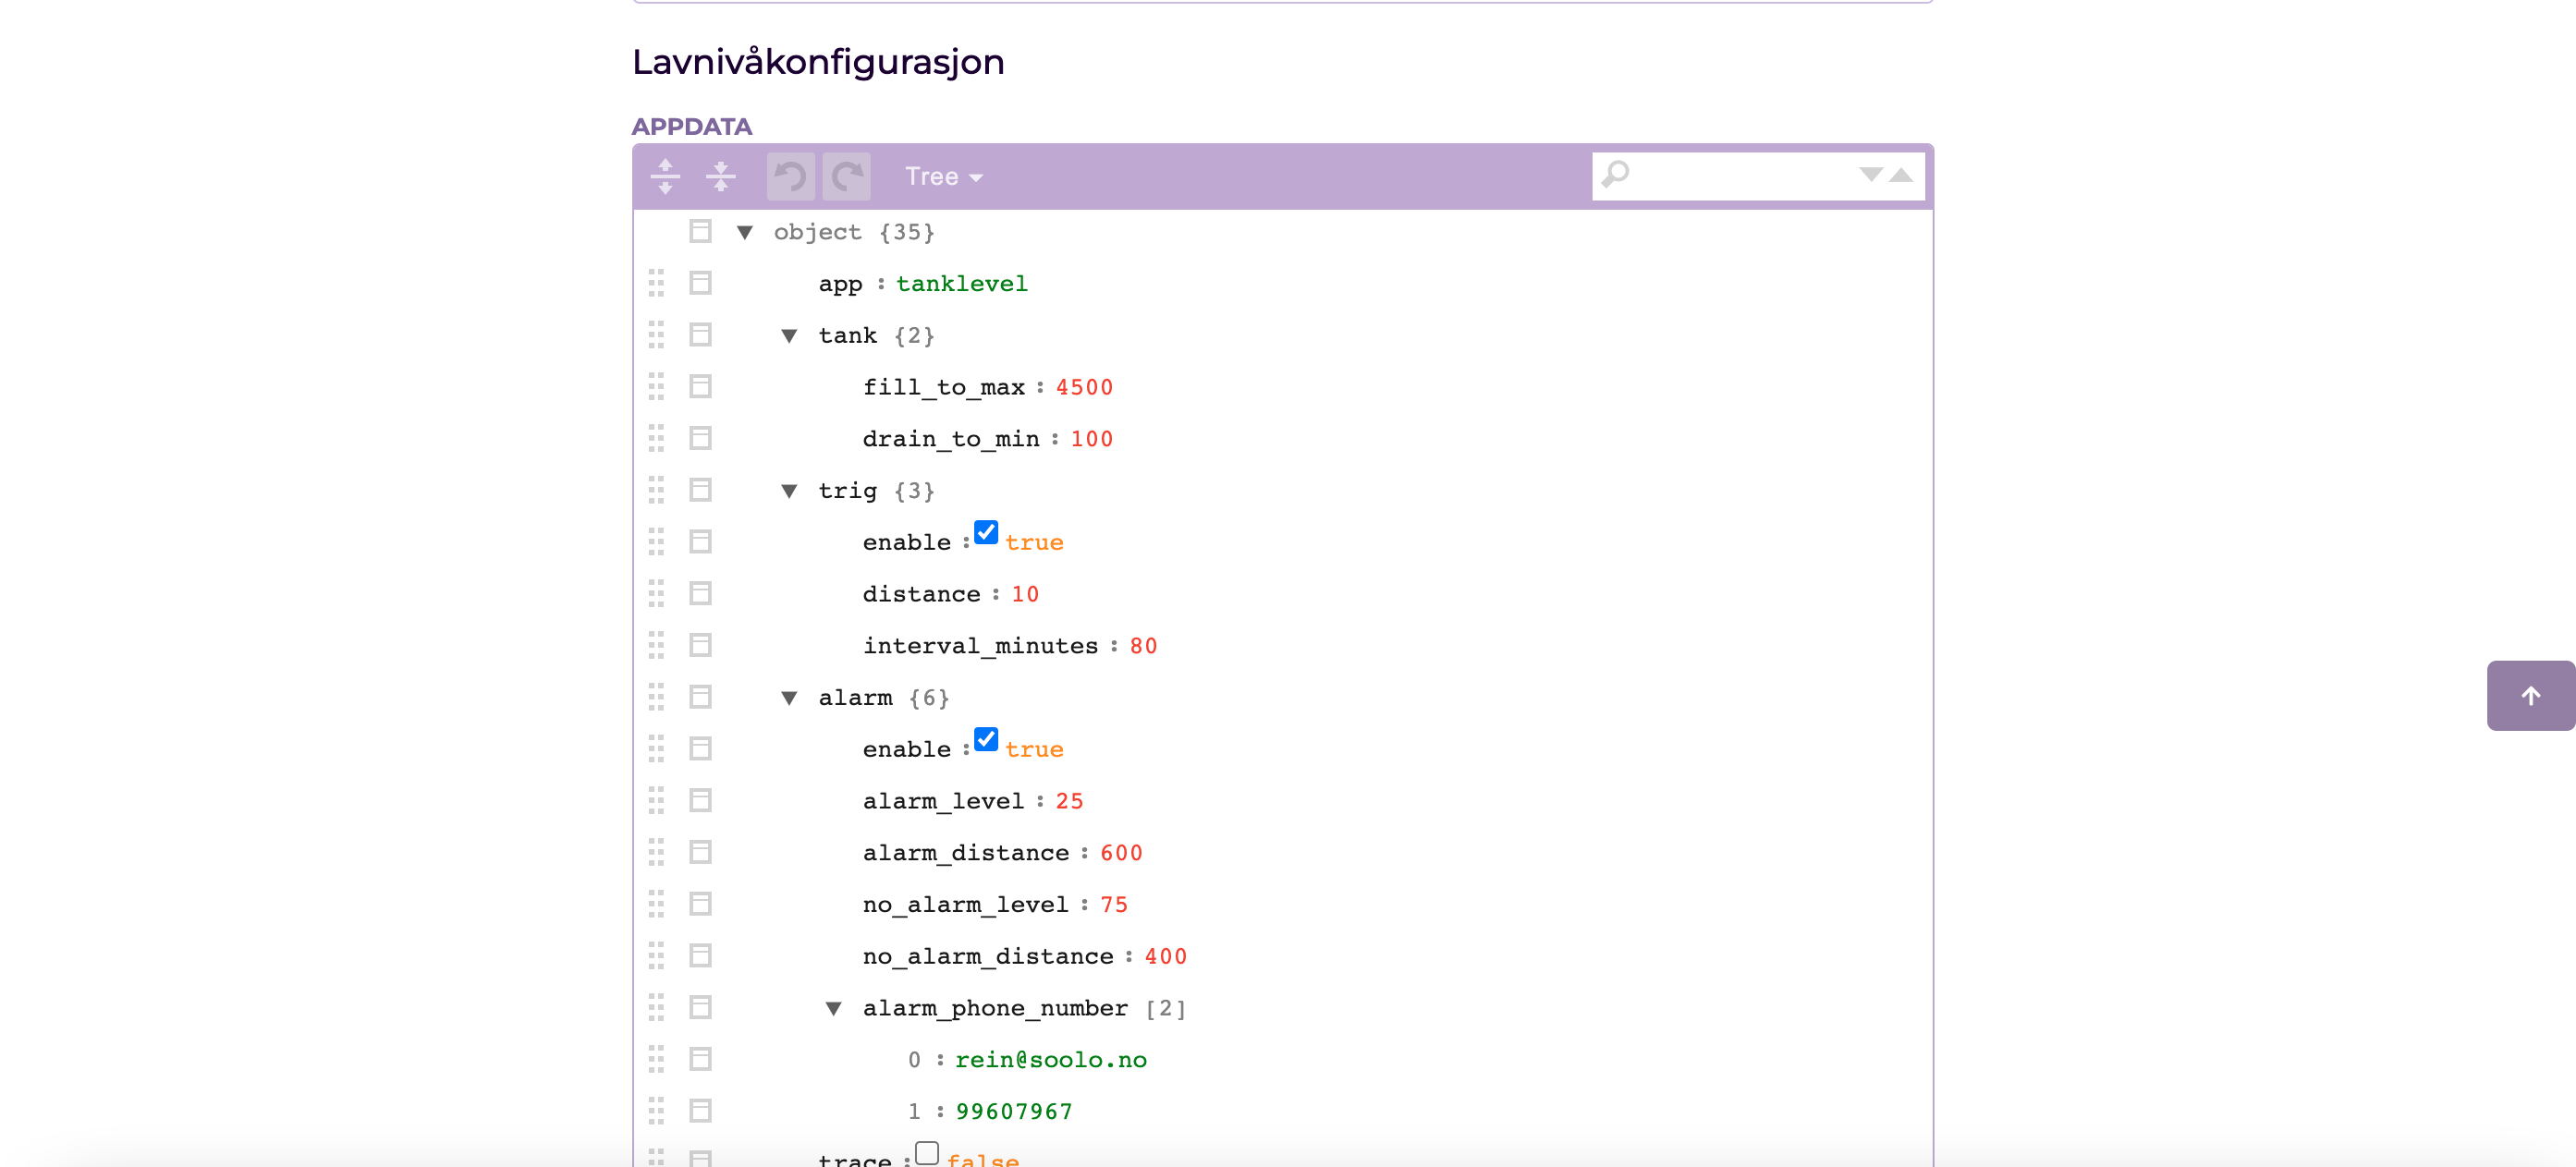 Lavnivåkonfigurasjon
APPDATA
Tree
object {35}
app : tanklevel
tank {2}
fill_to_max : 4500
drain_to_min : 100
trig {3}
enable : true
distance : 10
interval_minutes : 80
alarm {6}
enable : true
alarm_level : 25
alarm_distance : 600
no_alarm_level : 75
no_alarm_distance : 400
alarm_phone_number [2]
0 : rein@soolo.no
1 : 99607967
trace : false